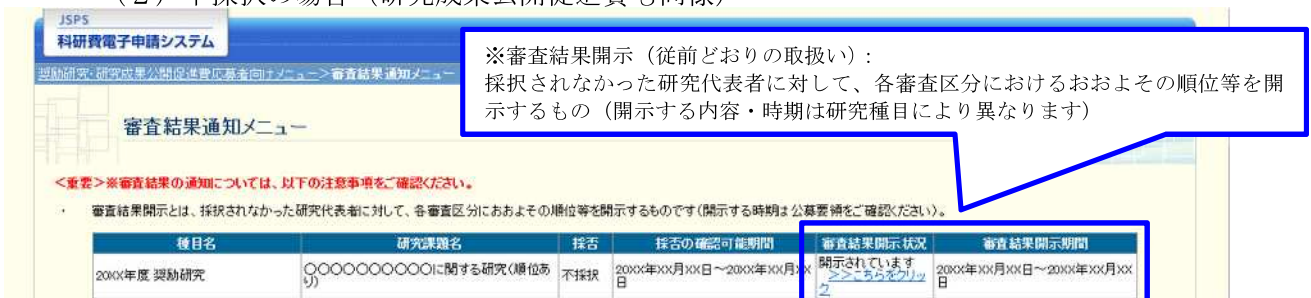 (2) 不採択の場合(研究成果公開促進費も同様)
JSPS
科研費電子申請システム
奨励研究・研究成果公開促進費応募者向けメニュー>審査結果通知メニュー
※審査結果開示(従前どおりの取扱い):
採択されなかった研究代表者に対して、各審査区分におけるおおよその順位等を開
示するもの(開示する内容・時期は研究種目により異なります)
審査結果通知メニュー
<重要>※審査結果の通知については、以下の注意事項をご確認ください。
・ 審査結果開示とは、採択されなかった研究代表者に対して、各審査区分におおよその順位等を開示するものです(開示する時期は公募要領をご確認ください)。
種目名 研究課題名 採否 採否の確認可能期間 審査結果開示状況 審査結果開示期間
20XX年度 奨励研究 〇〇〇〇〇〇〇〇〇〇に関する研究(順位あ 不採択 20XX年XX月XX日~20XX年XX月XX 開示されています 20XX年XX月XX日~20XX年XX月XX
り) 日 >>こちらをクリッ 日
ク